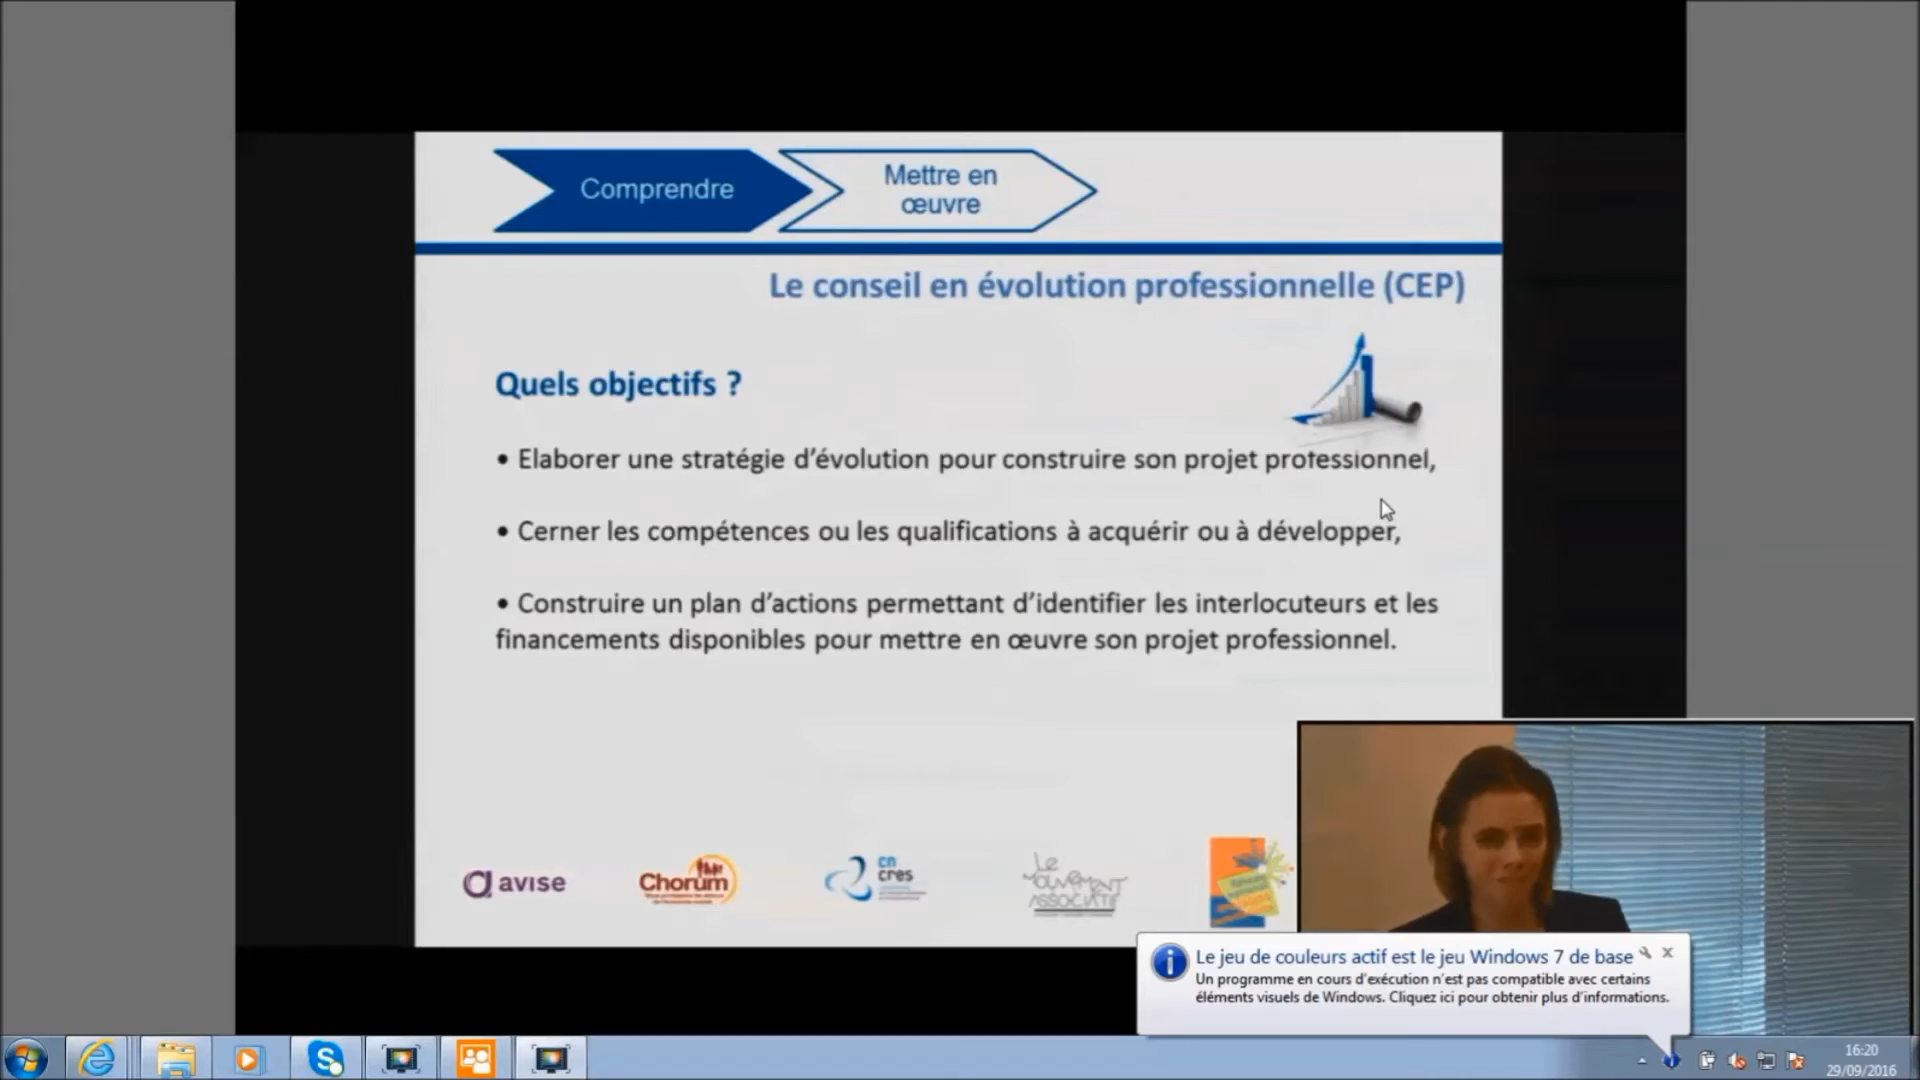 Comprendre
Mettre en
œuvre
Le conseil en évolution professionnelle (CEP)
Quels objectifs ?
• Elaborer une stratégie d’évolution pour construire son projet professionnel,
• Cerner les compétences ou les qualifications à acquérir ou à développer,
• Construire un plan d’actions permettant d’identifier les interlocuteurs et les
financements disponibles pour mettre en œuvre son projet professionnel.
avise
Chorum
cn
cres
Le
mouvement
associatif
Le jeu de couleurs actif est le jeu Windows 7 de base
Un programme en cours d’exécution n’est pas compatible avec certains
éléments visuels de Windows. Cliquez ici pour obtenir plus d’informations.
16:20
29/09/2016